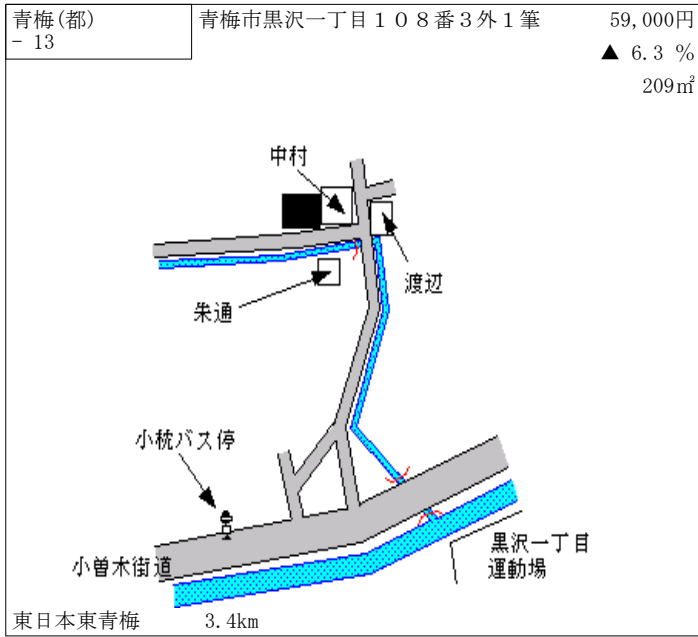 青梅(都)
- 13
青梅市黒沢一丁目１０８番３外１筆
59,000円
▲ 6.3 %
209㎡
中村
渡辺
朱通
小枕バス停
小曽木街道
黒沢一丁目
運動場
東日本東青梅 3.4km